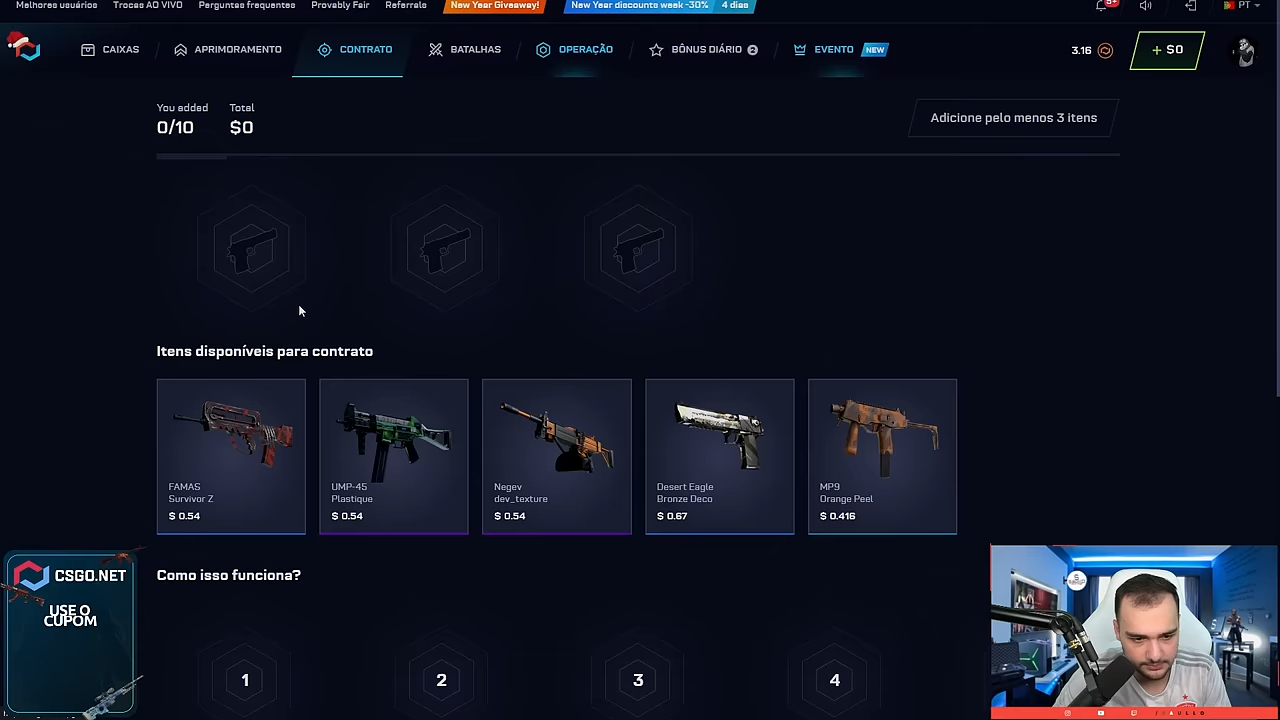 Melhores usuários Trocas AO VIVO Perguntas frequentes Provably Fair Referrals New Year Giveaway! New Year discounts week -30% 4 dias 5+ PT
CAIXAS APRIMORAMENTO CONTRATO BATALHAS OPERAÇÃO BÔNUS DIÁRIO 2 EVENTO NEW 3.16 + $0
You added Total
0/10 $0
Adicione pelo menos 3 itens
Itens disponíveis para contrato
FAMAS
Survivor Z
$ 0.54
UMP-45
Plastique
$ 0.54
Negev
dev_texture
$ 0.54
Desert Eagle
Bronze Deco
$ 0.67
MP9
Orange Peel
$ 0.416
Como isso funciona?
1 2 3 4
CSGO.NET
USE O
CUPOM